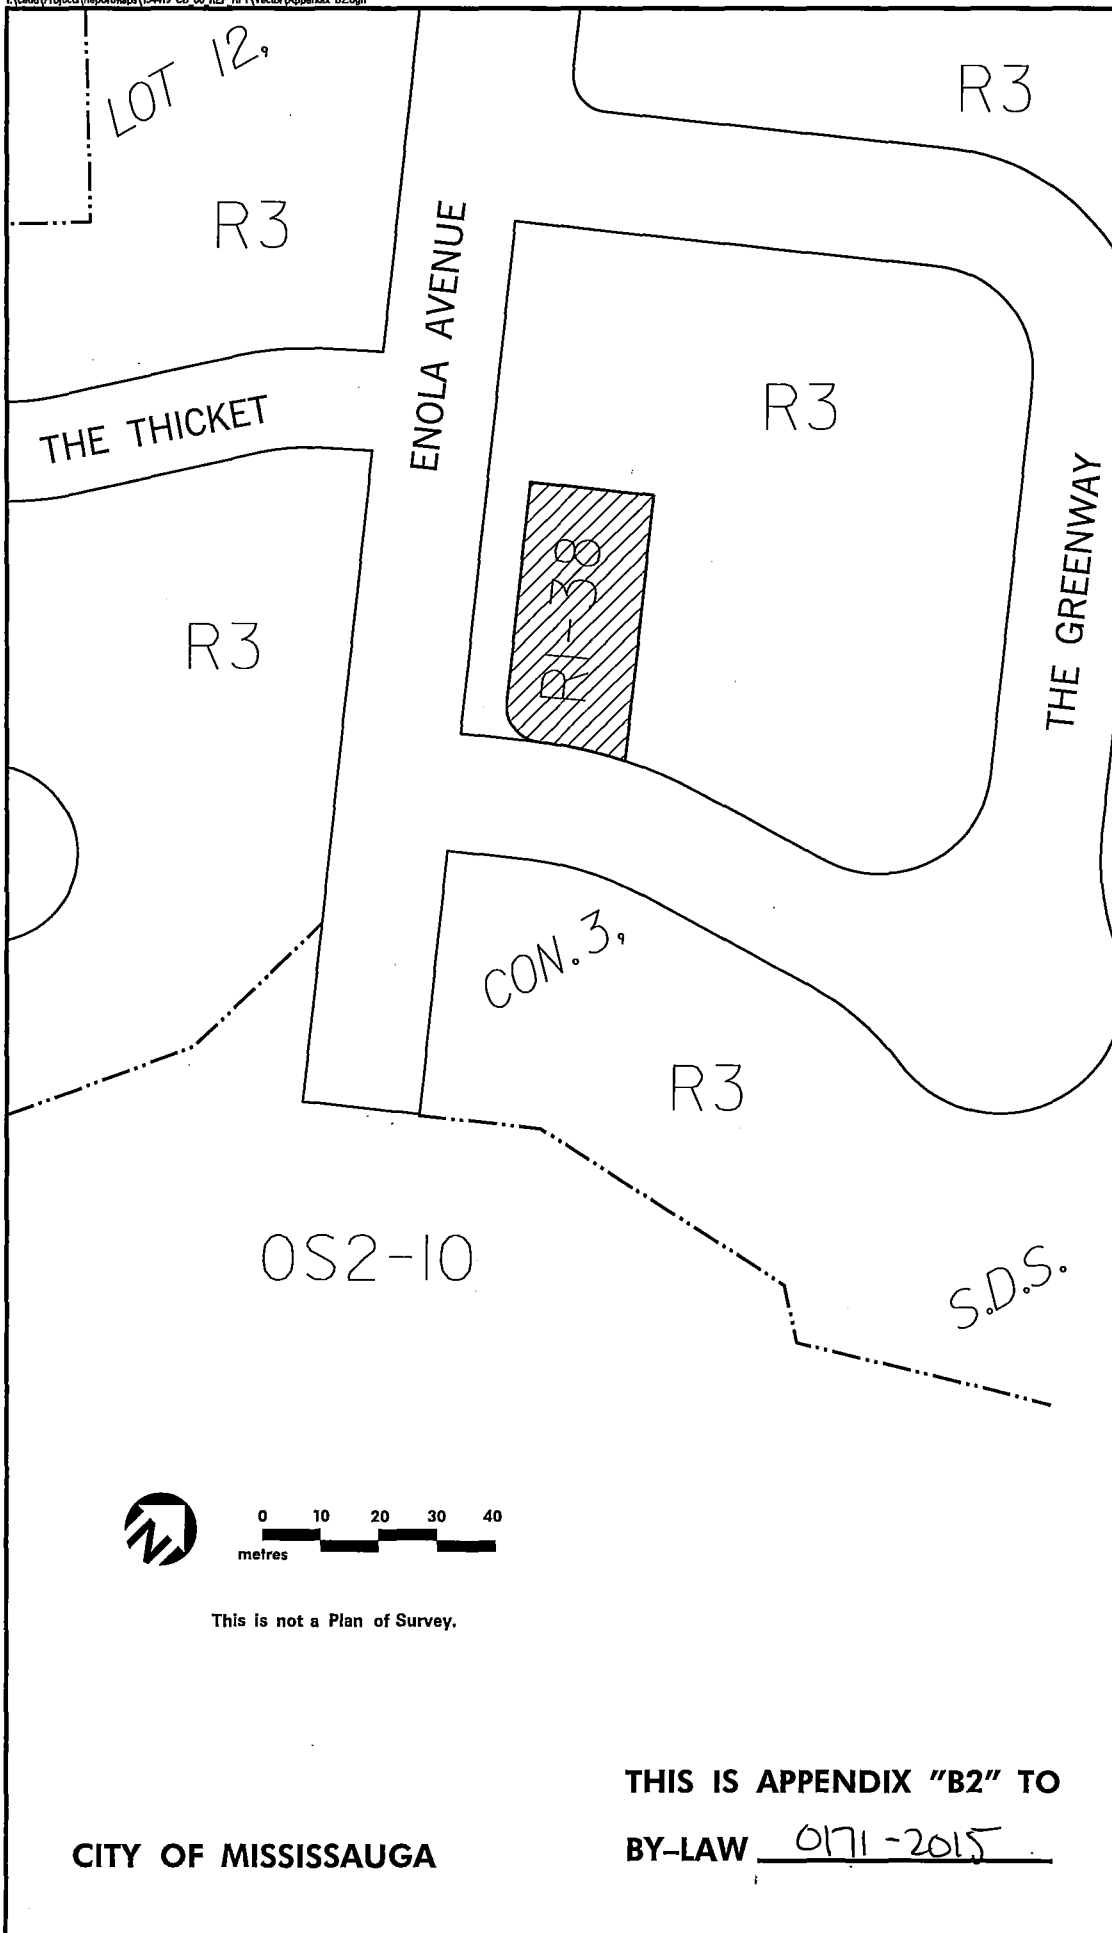 LOT 12,
R3
R3
ENOLA AVENUE
THE THICKET
R3
THE GREENWAY
R1-38
R3
CON. 3,
R3
OS2-10
S.D.S.
N
0 10 20 30 40
metres
This is not a Plan of Survey.
THIS IS APPENDIX "B2" TO
CITY OF MISSISSAUGA
BY-LAW 0171-2015